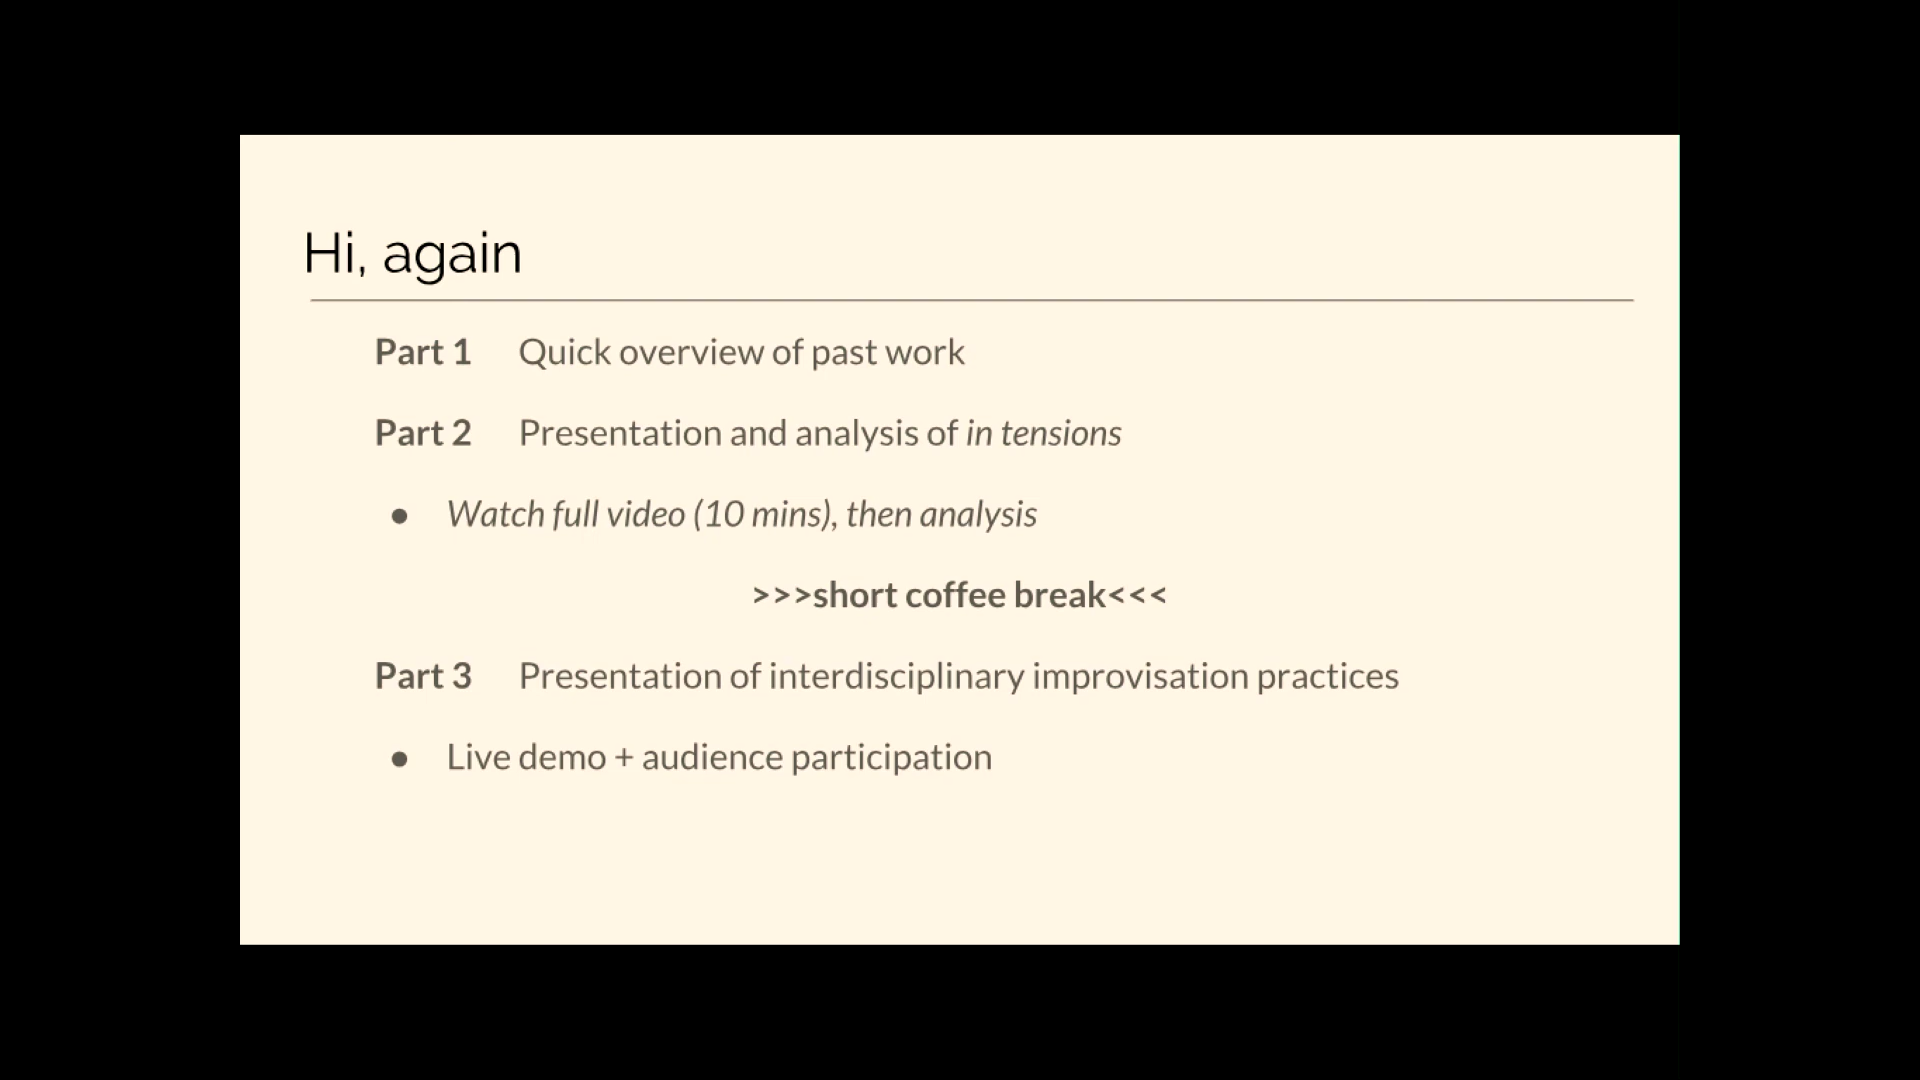 Hi, again
Part 1 Quick overview of past work
Part 2 Presentation and analysis of in tensions
● Watch full video (10 mins), then analysis
>>>short coffee break<<<
Part 3 Presentation of interdisciplinary improvisation practices
● Live demo + audience participation